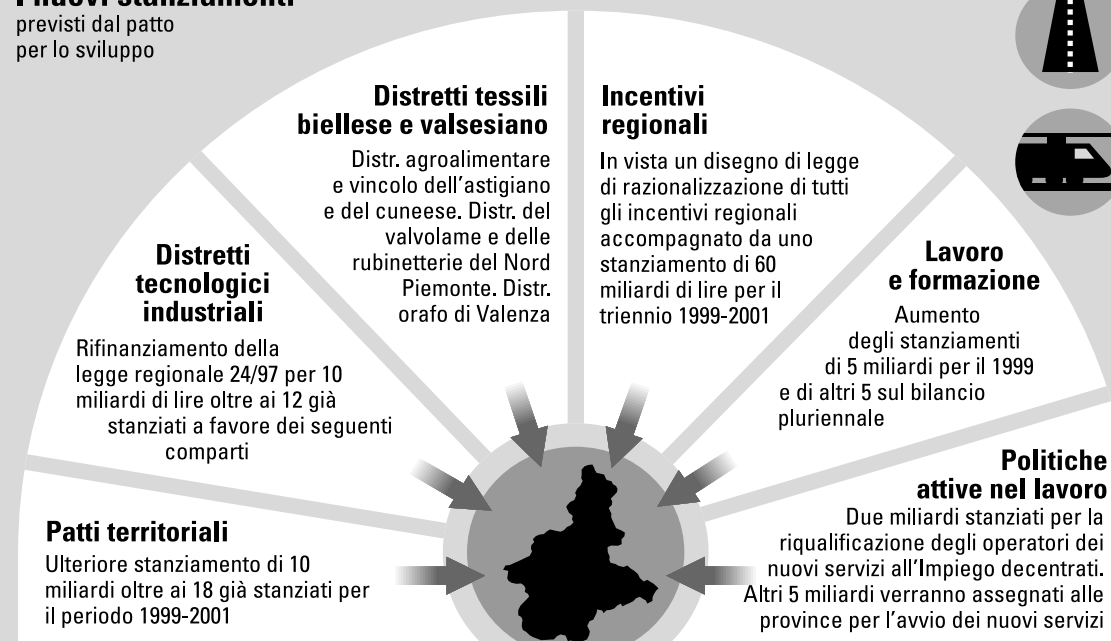 I nuovi stanziamenti
previsti dal patto
per lo sviluppo
Distretti tessili
biellese e valsesiano
Distr. agroalimentare
e vincolo dell'astigiano
e del cuneese. Distr. del
valvolame e delle
rubinetterie del Nord
Piemonte. Distr.
orafo di Valenza
Incentivi
regionali
In vista un disegno di legge
di razionalizzazione di tutti
gli incentivi regionali
accompagnato da uno
stanziamento di 60
miliardi di lire per il
triennio 1999-2001
Distretti
tecnologici
industriali
Rifinanziamento della
legge regionale 24/97 per 10
miliardi di lire oltre ai 12 già
stanziati a favore dei seguenti
comparti
Lavoro
e formazione
Aumento
degli stanziamenti
di 5 miliardi per il 1999
e di altri 5 sul bilancio
pluriennale
Patti territoriali
Ulteriore stanziamento di 10
miliardi oltre ai 18 già stanziati per
il periodo 1999-2001
Politiche
attive nel lavoro
Due miliardi stanziati per la
riqualificazione degli operatori dei
nuovi servizi all'Impiego decentrati.
Altri 5 miliardi verranno assegnati alle
province per l'avvio dei nuovi servizi